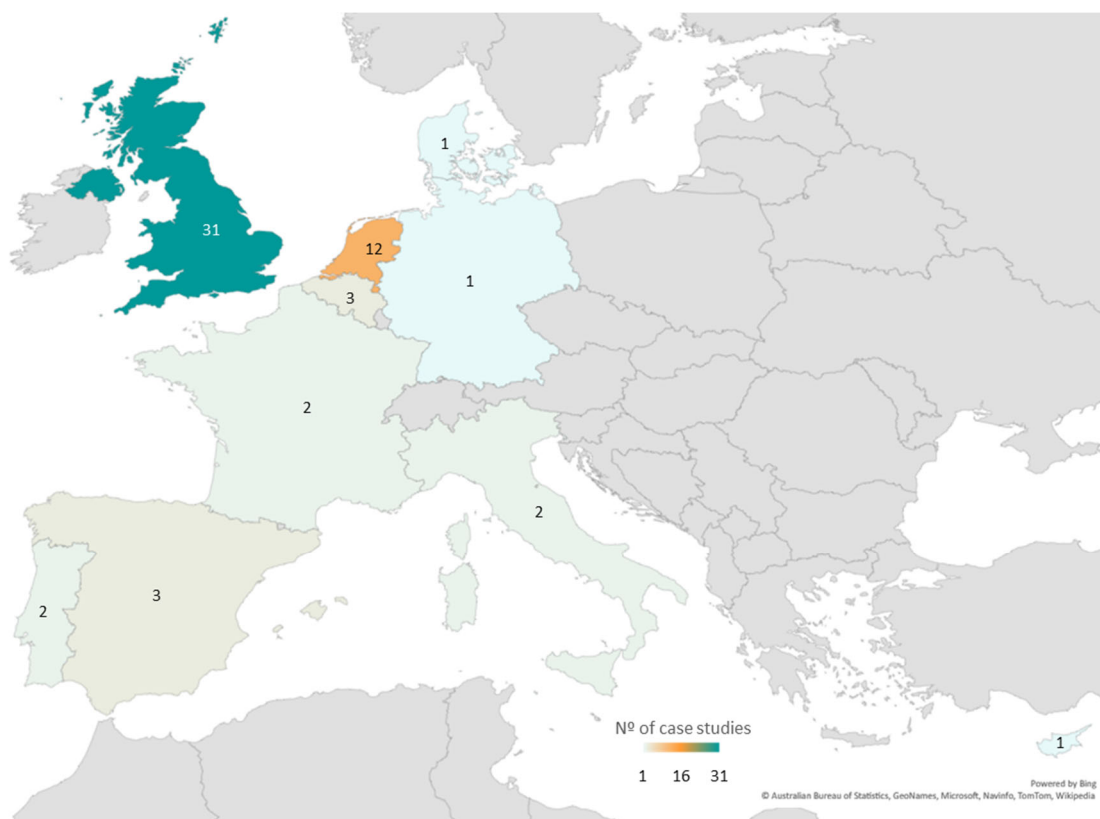 1
31
12
1
3
2
2
2
3
Nº of case studies
1 16 31
1
Powered by Bing
© Australian Bureau of Statistics, GeoNames, Microsoft, Navinfo, TomTom, Wikipedia